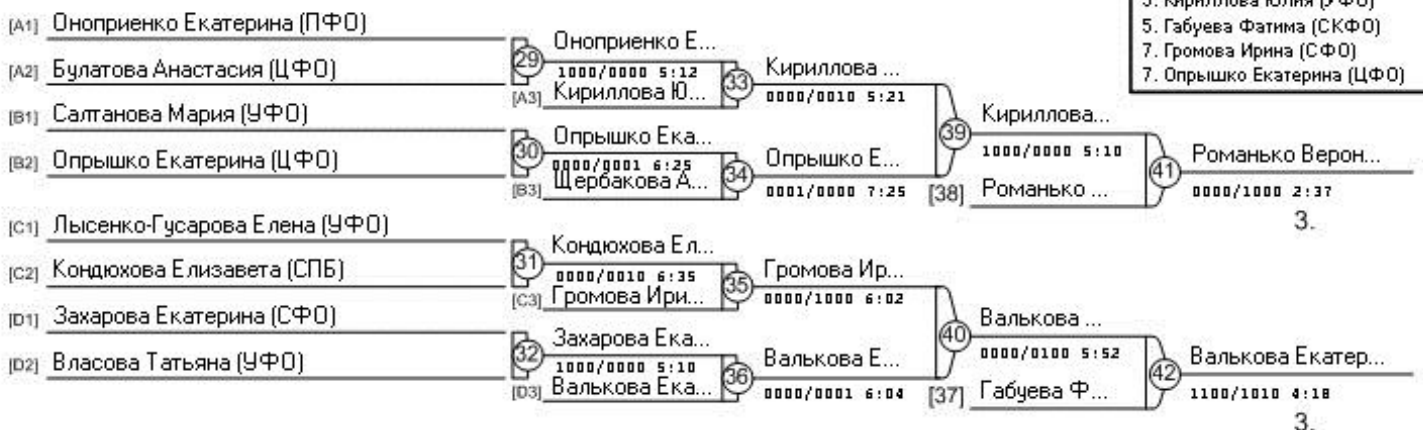 5. Кириллова Юлия (УФО)
5. Габуева Фатима (СКФО)
7. Громова Ирина (СФО)
7. Опрышко Екатерина (ЦФО)
[A1] Оноприенко Екатерина (ПФО)
[A2] Булатова Анастасия (ЦФО)
[B1] Салтанова Мария (УФО)
[B2] Опрышко Екатерина (ЦФО)
[C1] Лысенко-Гусарова Елена (УФО)
[C2] Кондюхова Елизавета (СПБ)
[D1] Захарова Екатерина (СФО)
[D2] Власова Татьяна (УФО)
29 Оноприенко Е...
1000/0000 5:12
[A3] Кириллова Ю...
30 Опрышко Ека...
0000/0001 6:25
[B3] Щербакова А...
31 Кондюхова Ел...
0000/0010 6:35
[C3] Громова Ири...
32 Захарова Ека...
1000/0000 5:10
[D3] Валькова Ека...
33 Кириллова ...
0000/0010 5:21
34 Опрышко Е...
0001/0000 7:25
35 Громова Ир...
0000/1000 6:02
36 Валькова Е...
0000/0001 6:04
39 Кириллова...
1000/0000 5:10
[38] Романько ...
40 Валькова ...
0000/0100 5:52
[37] Габуева Ф...
41 Романько Верон...
0000/1000 2:37
3.
42 Валькова Екатер...
1100/1010 4:18
3.